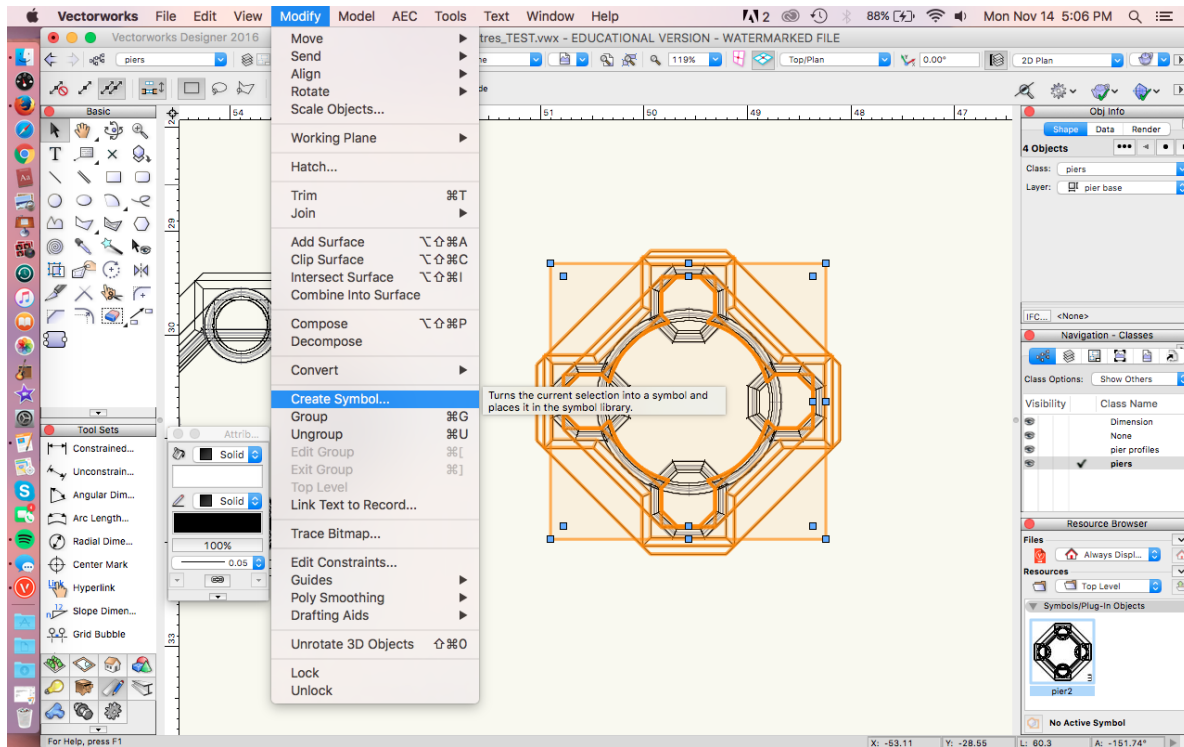 Vectorworks File Edit View Modify Model AEC Tools Text Window Help 2 88% Mon Nov 14 5:06 PM
Vectorworks Designer 2016 tres_TEST.vwx - EDUCATIONAL VERSION - WATERMARKED FILE
piers 119% Top/Plan 0.00° 2D Plan
Move
Send
Align
Rotate
Scale Objects...
Working Plane
Hatch...
Trim ⌘T
Join
Add Surface ⌥⇧⌘A
Clip Surface ⌥⇧⌘C
Intersect Surface ⌥⇧⌘I
Combine Into Surface
Compose ⌥⇧⌘P
Decompose
Convert
Create Symbol...
Group ⌘G
Ungroup ⌘U
Edit Group ⌘[
Exit Group ⌘]
Top Level
Link Text to Record...
Trace Bitmap...
Edit Constraints...
Guides
Poly Smoothing
Drafting Aids
Unrotate 3D Objects ⇧⌘0
Lock
Unlock
Turns the current selection into a symbol and
places it in the symbol library.
54 51 50 49 48 47
29
30
33
Basic
Tool Sets
Constrained...
Unconstrain...
Angular Dim...
Arc Length...
Radial Dime...
Center Mark
Hyperlink
Slope Dimen...
Grid Bubble
Attrib...
Solid
Solid
100%
0.05
Obj Info
Shape Data Render
4 Objects
Class: piers
Layer: pier base
IFC... <None>
Navigation - Classes
Class Options: Show Others
Visibility Class Name
Dimension
None
pier profiles
piers
Resource Browser
Files
Always Displ...
Resources
Top Level
Symbols/Plug-In Objects
pier2
No Active Symbol
For Help, press F1
X: -53.11 Y: -28.55 L: 60.3 A: -151.74°